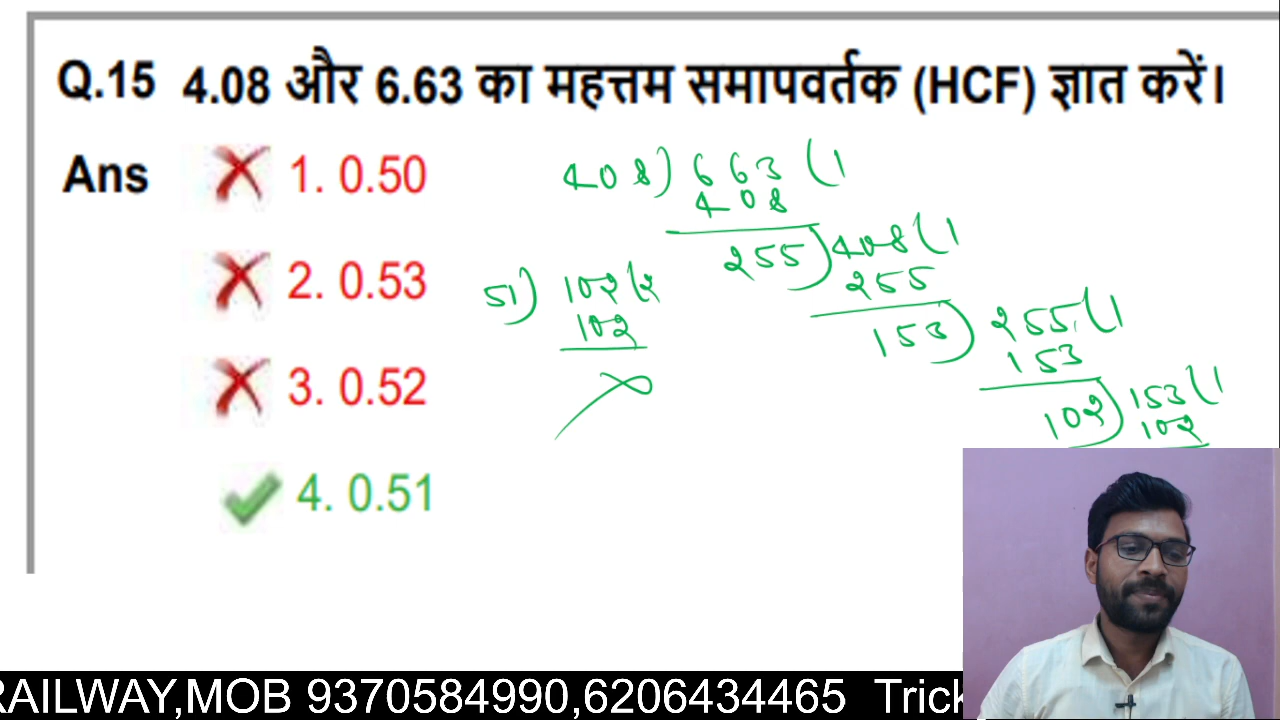 Q.15 4.08 और 6.63 का महत्तम समापवर्तक (HCF) ज्ञात करें।
Ans 1. 0.50
2. 0.53
3. 0.52
4. 0.51
408) 663 (1
408
255) 408 (1
255
153) 255 (1
153
102) 153 (1
102
51) 102 (2
102
RAILWAY,MOB 9370584990,6206434465 Trick